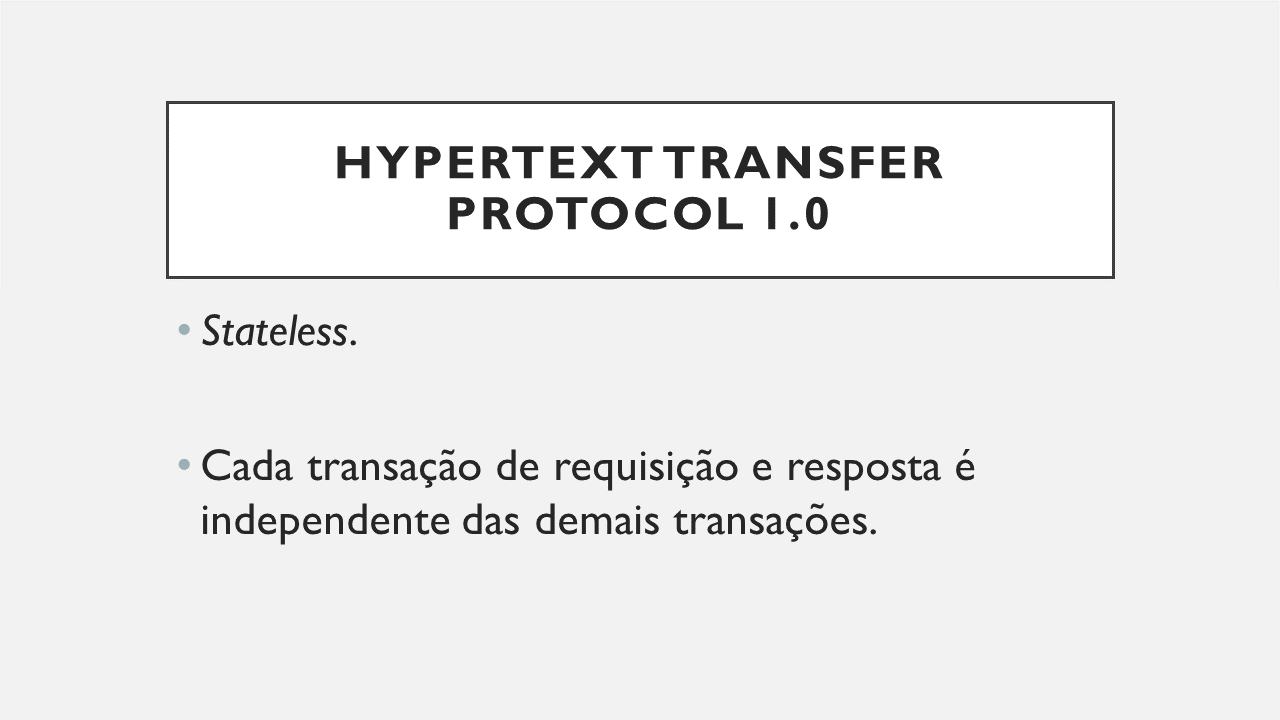 HYPERTEXT TRANSFER
PROTOCOL 1.0
• Stateless.
• Cada transação de requisição e resposta é
independente das demais transações.